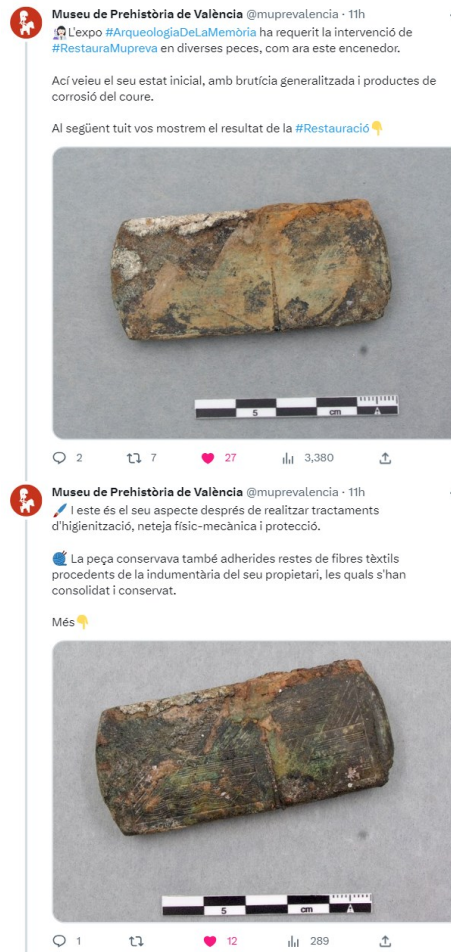 Museu de Prehistòria de València @muprevalencia · 11h
L'expo #ArqueologiaDeLaMemòria ha requerit la intervenció de
#RestauraMupreva en diverses peces, com ara este encenedor.
Ací veieu el seu estat inicial, amb brutícia generalitzada i productes de
corrosió del coure.
Al següent tuit vos mostrem el resultat de la #Restauració👇
5 cm A
2 7 27 3,380
Museu de Prehistòria de València @muprevalencia · 11h
🖌️ I este és el seu aspecte després de realitzar tractaments
d'higienització, neteja físic-mecànica i protecció.
🧶 La peça conservava també adherides restes de fibres tèxtils
procedents de la indumentària del seu propietari, les quals s'han
consolidat i conservat.
Més👇
5 cm A
1 12 289